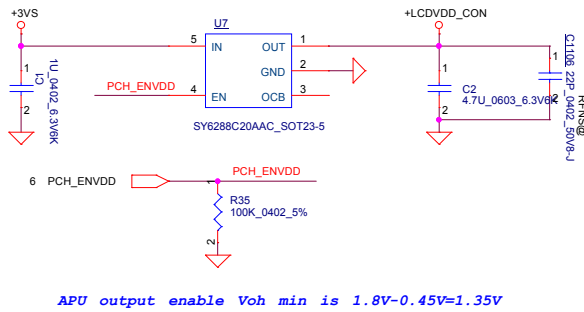 +3VS
U7
+LCDVDD_CON
5 IN OUT 1
GND 2
PCH_ENVDD 4 EN OCB 3
SY6288C20AAC_SOT23-5
1
C1
1U_0402_6.3V6K
2
1
C2
4.7U_0603_6.3V6K
2
1
C1106 22P_0402_50V8-J
2
RFNS@
6 PCH_ENVDD
PCH_ENVDD
1
R35
100K_0402_5%
2
APU output enable Voh min is 1.8V-0.45V=1.35V